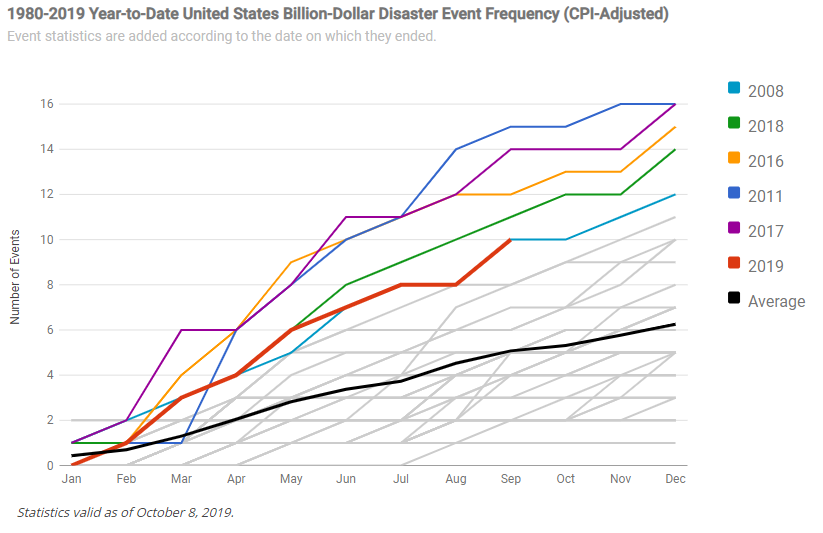 1980-2019 Year-to-Date United States Billion-Dollar Disaster Event Frequency (CPI-Adjusted)
Event statistics are added according to the date on which they ended.
Number of Events
16
14
12
10
8
6
4
2
0
Jan Feb Mar Apr May Jun Jul Aug Sep Oct Nov Dec
2008
2018
2016
2011
2017
2019
Average
Statistics valid as of October 8, 2019.